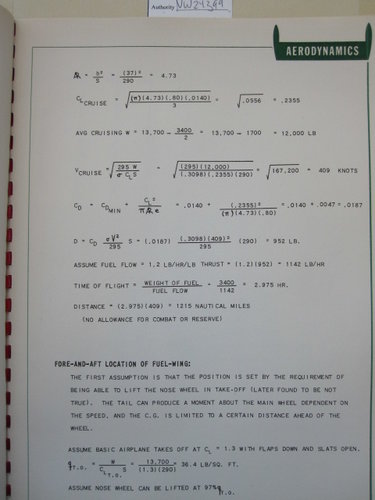 Authority NW24399
AERODYNAMICS
AR = b² / S = (37)² / 290 = 4.73
C_L CRUISE = √((π)(4.73)(.80)(.0140) / 3) = √.0556 = .2355
AVG CRUISING W = 13,700 - 3400 / 2 = 13,700 - 1700 = 12,000 LB
V CRUISE = √(295 W / σ C_L S) = √((295)(12,000) / (.3098)(.2355)(290)) = √167,200 = 409 KNOTS
C_D = C_D MIN + C_L² / π AR e = .0140 + (.2355)² / (π)(4.73)(.80) = .0140 + .0047 = .0187
D = C_D σV² / 295 S = (.0187) (.3098)(409)² / 295 (290) = 952 LB.
ASSUME FUEL FLOW = 1.2 LB/HR/LB THRUST = (1.2)(952) = 1142 LB/HR
TIME OF FLIGHT = WEIGHT OF FUEL / FUEL FLOW = 3400 / 1142 = 2.975 HR.
DISTANCE = (2.975)(409) = 1215 NAUTICAL MILES
(NO ALLOWANCE FOR COMBAT OR RESERVE)
FORE-AND-AFT LOCATION OF FUEL-WING:
THE FIRST ASSUMPTION IS THAT THE POSITION IS SET BY THE REQUIREMENT OF
BEING ABLE TO LIFT THE NOSE WHEEL IN TAKE-OFF (LATER FOUND TO BE NOT
TRUE). THE TAIL CAN PRODUCE A MOMENT ABOUT THE MAIN WHEEL DEPENDENT ON
THE SPEED, AND THE C.G. IS LIMITED TO A CERTAIN DISTANCE AHEAD OF THE
WHEEL.
ASSUME BASIC AIRPLANE TAKES OFF AT C_L = 1.3 WITH FLAPS DOWN AND SLATS OPEN.
q T.O. = W / C_L T.O. S = 13,700 / (1.3)(290) = 36.4 LB/SQ. FT.
ASSUME NOSE WHEEL CAN BE LIFTED AT 97% q T.O.